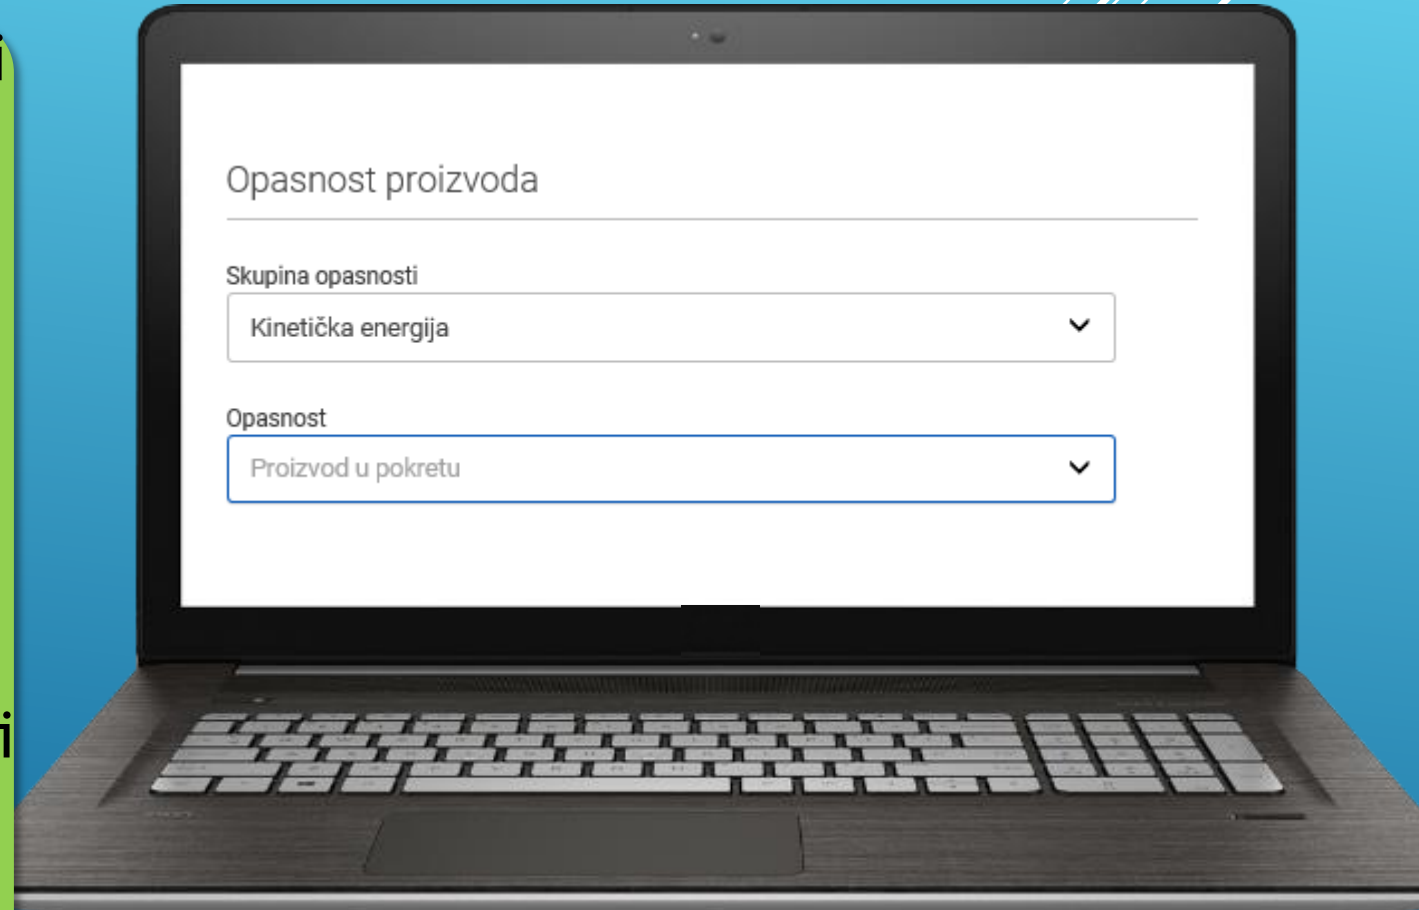 Opasnost proizvoda
Skupina opasnosti
Kinetička energija
Opasnost
Proizvod u pokretu